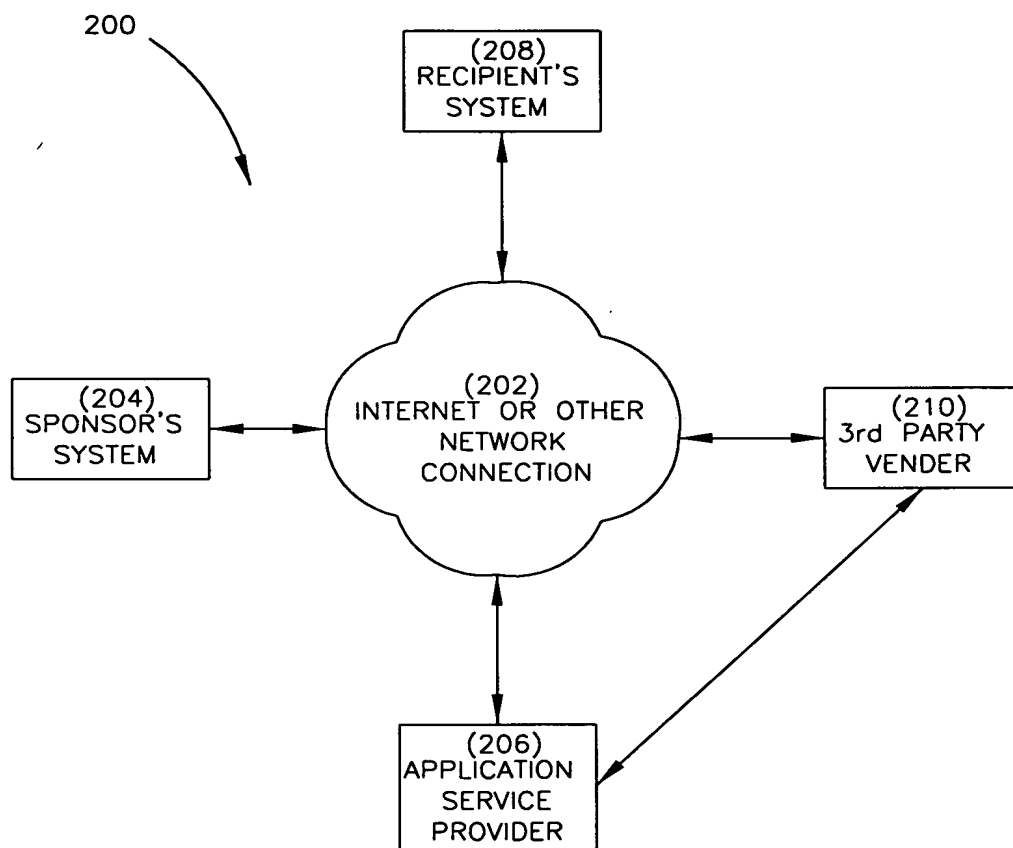 200
(208)
RECIPIENT'S
SYSTEM
(204)
SPONSOR'S
SYSTEM
(202)
INTERNET OR OTHER
NETWORK
CONNECTION
(210)
3rd PARTY
VENDER
(206)
APPLICATION
SERVICE
PROVIDER